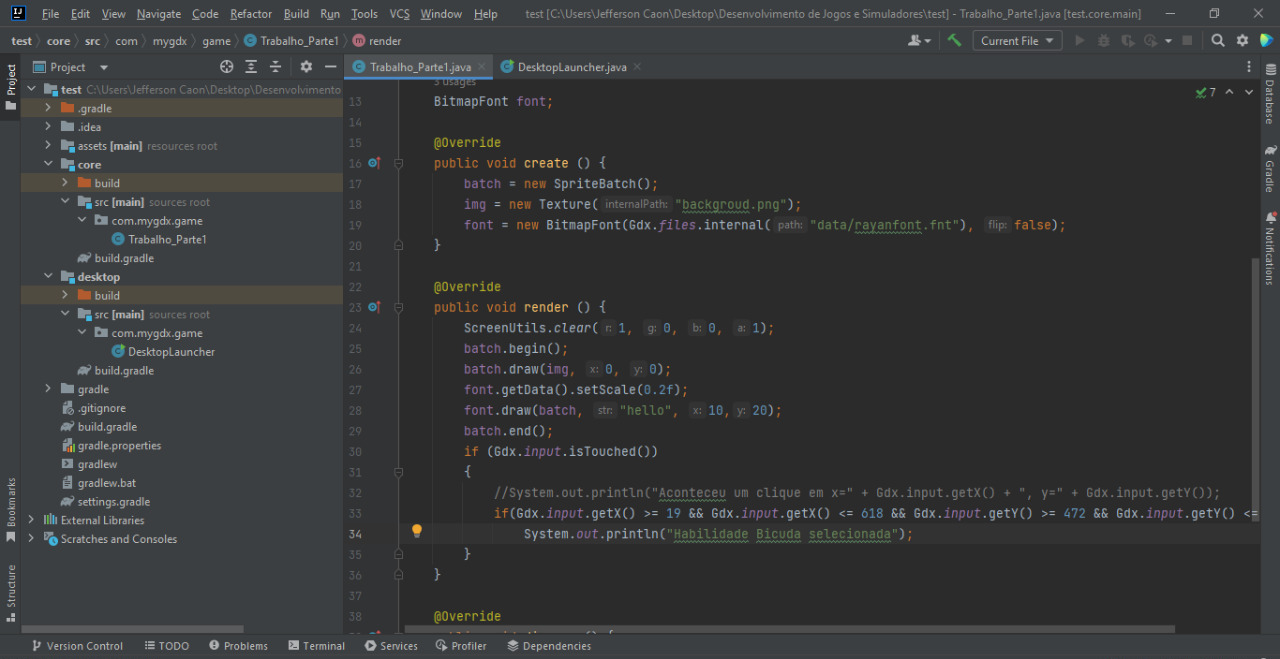 File Edit View Navigate Code Refactor Build Run Tools VCS Window Help test [C:\Users\Jefferson Caon\Desktop\Desenvolvimento de Jogos e Simuladores\test] - Trabalho_Parte1.java [test.core.main]
test core src com mygdx game Trabalho_Parte1 render Current File
Project Trabalho_Parte1.java DesktopLauncher.java
Project
test C:\Users\Jefferson Caon\Desktop\Desenvolvimento
.gradle
.idea
assets [main] resources root
core
build
src [main] sources root
com.mygdx.game
Trabalho_Parte1
build.gradle
desktop
build
src [main] sources root
com.mygdx.game
DesktopLauncher
build.gradle
gradle
.gitignore
build.gradle
gradle.properties
gradlew
gradlew.bat
settings.gradle
External Libraries
Scratches and Consoles
Bookmarks
Structure
3 usages
7
13 BitmapFont font;
14
15 @Override
16 public void create () {
17 batch = new SpriteBatch();
18 img = new Texture( internalPath: "backgroud.png");
19 font = new BitmapFont(Gdx.files.internal( path: "data/rayanfont.fnt"), flip: false);
20 }
21
22 @Override
23 public void render () {
24 ScreenUtils.clear( r: 1, g: 0, b: 0, a: 1);
25 batch.begin();
26 batch.draw(img, x: 0, y: 0);
27 font.getData().setScale(0.2f);
28 font.draw(batch, str: "hello", x: 10, y: 20);
29 batch.end();
30 if (Gdx.input.isTouched())
31 {
32 //System.out.println("Aconteceu um clique em x=" + Gdx.input.getX() + ", y=" + Gdx.input.getY());
33 if(Gdx.input.getX() >= 19 && Gdx.input.getX() <= 618 && Gdx.input.getY() >= 472 && Gdx.input.getY() <=
34 System.out.println("Habilidade Bicuda selecionada");
35 }
36 }
37
38 @Override
Database
Gradle
Notifications
Version Control TODO Problems Terminal Services Profiler Dependencies